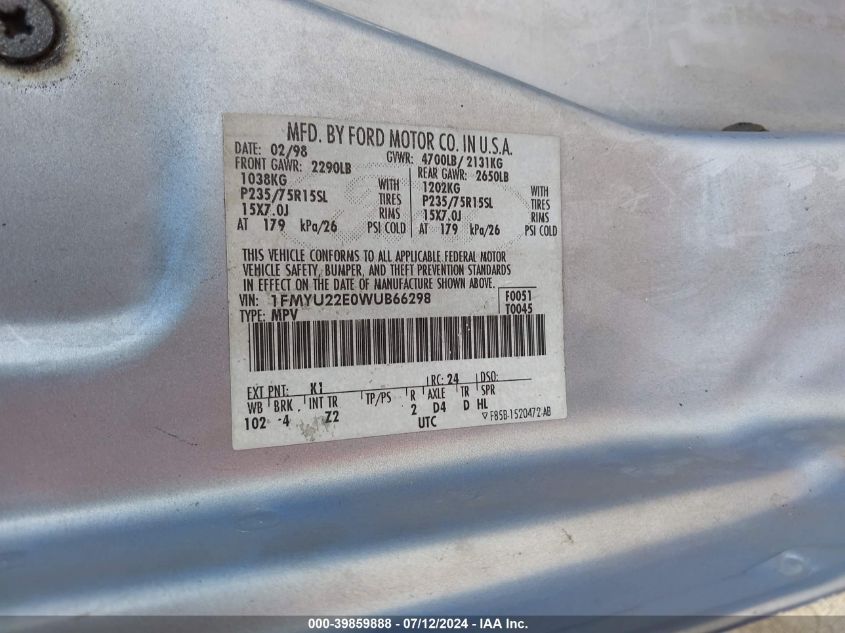 MFD. BY FORD MOTOR CO. IN U.S.A.
DATE: 02/98 GVWR: 4700LB/ 2131KG
FRONT GAWR: 2290LB REAR GAWR: 2650LB
1038KG WITH 1202KG WITH
P235/75R15SL TIRES P235/75R15SL TIRES
15X7.0J RIMS 15X7.0J RIMS
AT 179 kPa/26 PSI COLD AT 179 kPa/26 PSI COLD
THIS VEHICLE CONFORMS TO ALL APPLICABLE FEDERAL MOTOR
VEHICLE SAFETY, BUMPER, AND THEFT PREVENTION STANDARDS
IN EFFECT ON THE DATE OF MANUFACTURE SHOWN ABOVE.
VIN: 1FMYU22E0WUB66298 F0051
TYPE: MPV T0045
EXT PNT: K1 RC: 24 DSO:
WB BRK INT TR TP/PS R AXLE TR SPR
102 4 Z2 2 D4 D HL
UTC F85B-1520472-AB
000-39859888 - 07/12/2024 - IAA Inc.